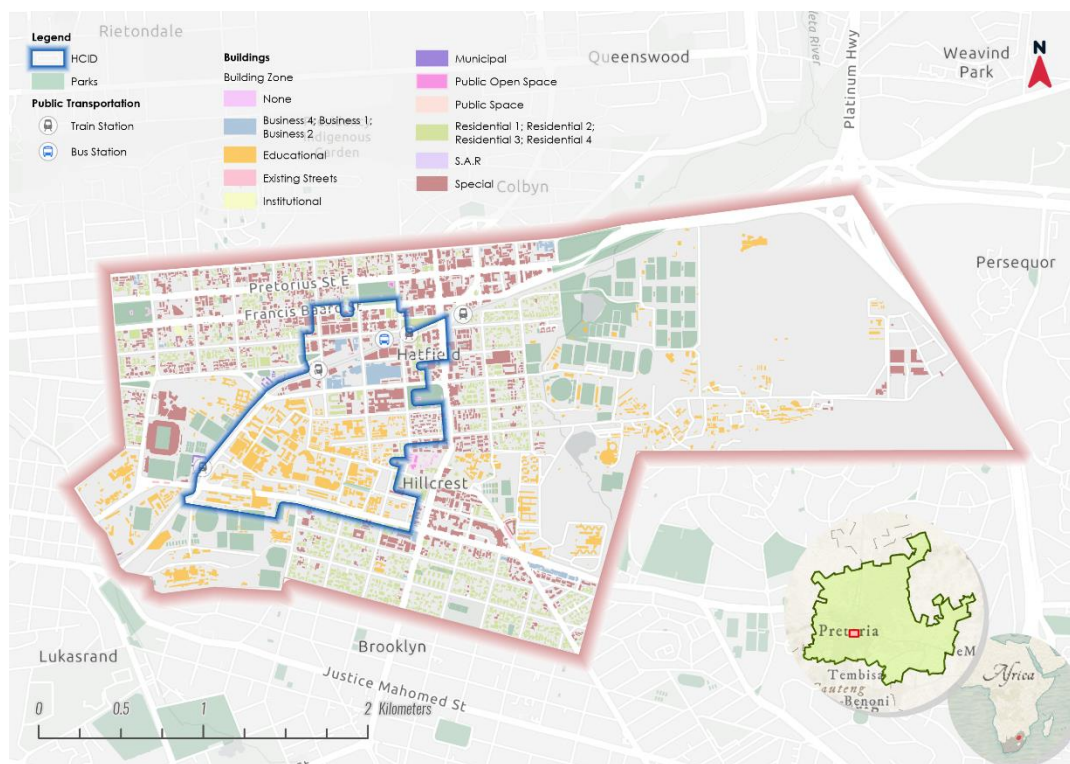 Rietondale
Queenswood
Weavind
Park
Platinum Hwy
N
Legend
HCID
Parks
Public Transportation
Train Station
Bus Station
Buildings
Building Zone
None
Business 4; Business 1;
Business 2
Educational
Existing Streets
Institutional
Municipal
Public Open Space
Public Space
Residential 1; Residential 2;
Residential 3; Residential 4
S.A.R
Special
Indigenous
Garden
Colbyn
Persequor
Pretorius St E
Hatfield
Hillcrest
Brooklyn
Lukasrand
Justice Mahomed St
0 0.5 1 2 Kilometers
Pretoria
Tembisa
Gauteng
Benoni
Africa